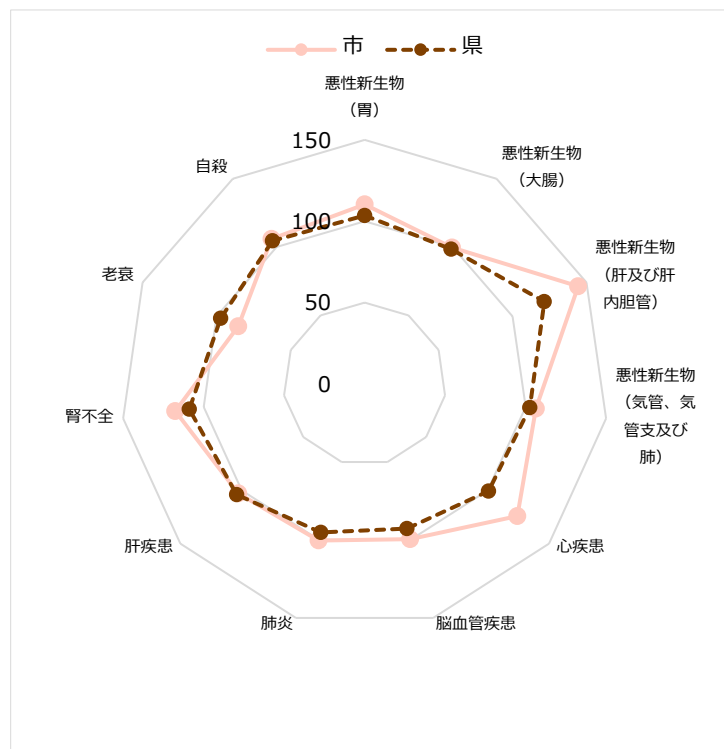 市
県
悪性新生物
（胃）
悪性新生物
（大腸）
悪性新生物
（肝及び肝
内胆管）
悪性新生物
（気管、気
管支及び
肺）
心疾患
脳血管疾患
肺炎
肝疾患
腎不全
老衰
自殺
150
100
50
0